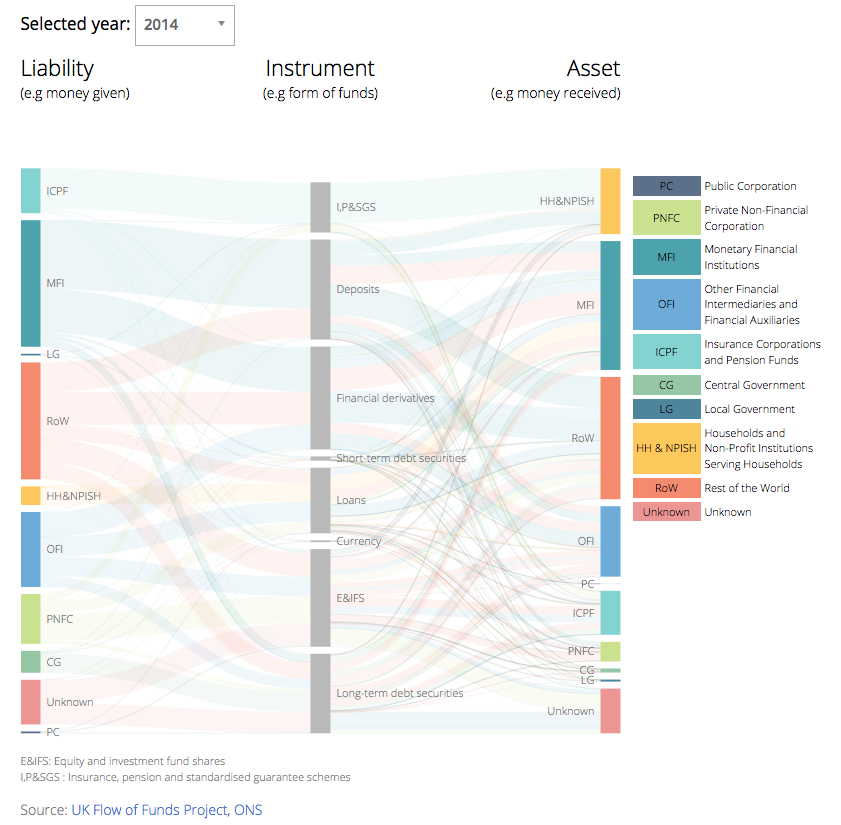 Selected year: 2014
Liability
(e.g money given)
Instrument
(e.g form of funds)
Asset
(e.g money received)
ICPF
MFI
LG
RoW
HH&NPISH
OFI
PNFC
CG
Unknown
PC
I,P&SGS
Deposits
Financial derivatives
Short-term debt securities
Loans
Currency
E&IFS
Long-term debt securities
HH&NPISH
MFI
RoW
OFI
PC
ICPF
PNFC
CG
LG
Unknown
PC Public Corporation
PNFC Private Non-Financial
Corporation
MFI Monetary Financial
Institutions
OFI Other Financial
Intermediaries and
Financial Auxiliaries
ICPF Insurance Corporations
and Pension Funds
CG Central Government
LG Local Government
HH & NPISH Households and
Non-Profit Institutions
Serving Households
RoW Rest of the World
Unknown Unknown
E&IFS: Equity and investment fund shares
I,P&SGS : Insurance, pension and standardised guarantee schemes
Source: UK Flow of Funds Project, ONS